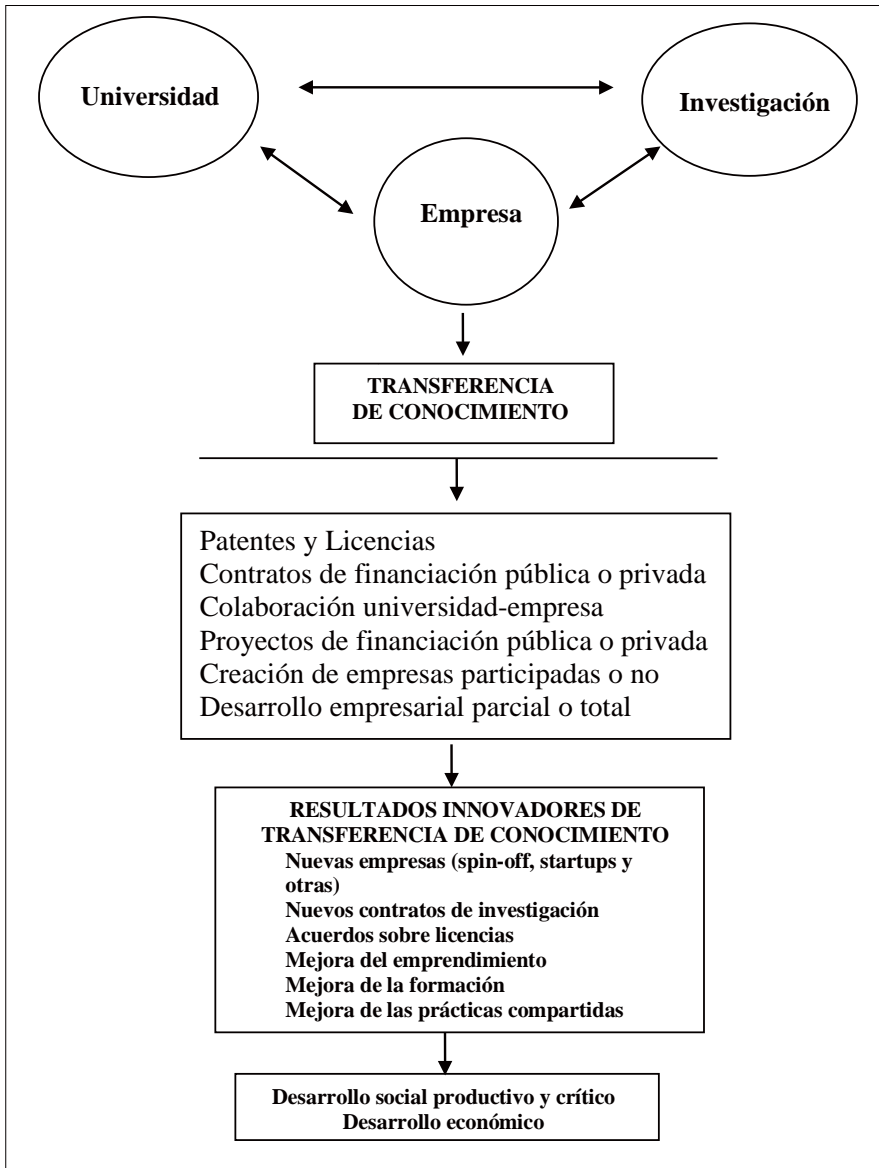 Universidad
Investigación
Empresa
TRANSFERENCIA
DE CONOCIMIENTO
Patentes y Licencias
Contratos de financiación pública o privada
Colaboración universidad-empresa
Proyectos de financiación pública o privada
Creación de empresas participadas o no
Desarrollo empresarial parcial o total
RESULTADOS INNOVADORES DE
TRANSFERENCIA DE CONOCIMIENTO
Nuevas empresas (spin-off, startups y
otras)
Nuevos contratos de investigación
Acuerdos sobre licencias
Mejora del emprendimiento
Mejora de la formación
Mejora de las prácticas compartidas
Desarrollo social productivo y crítico
Desarrollo económico